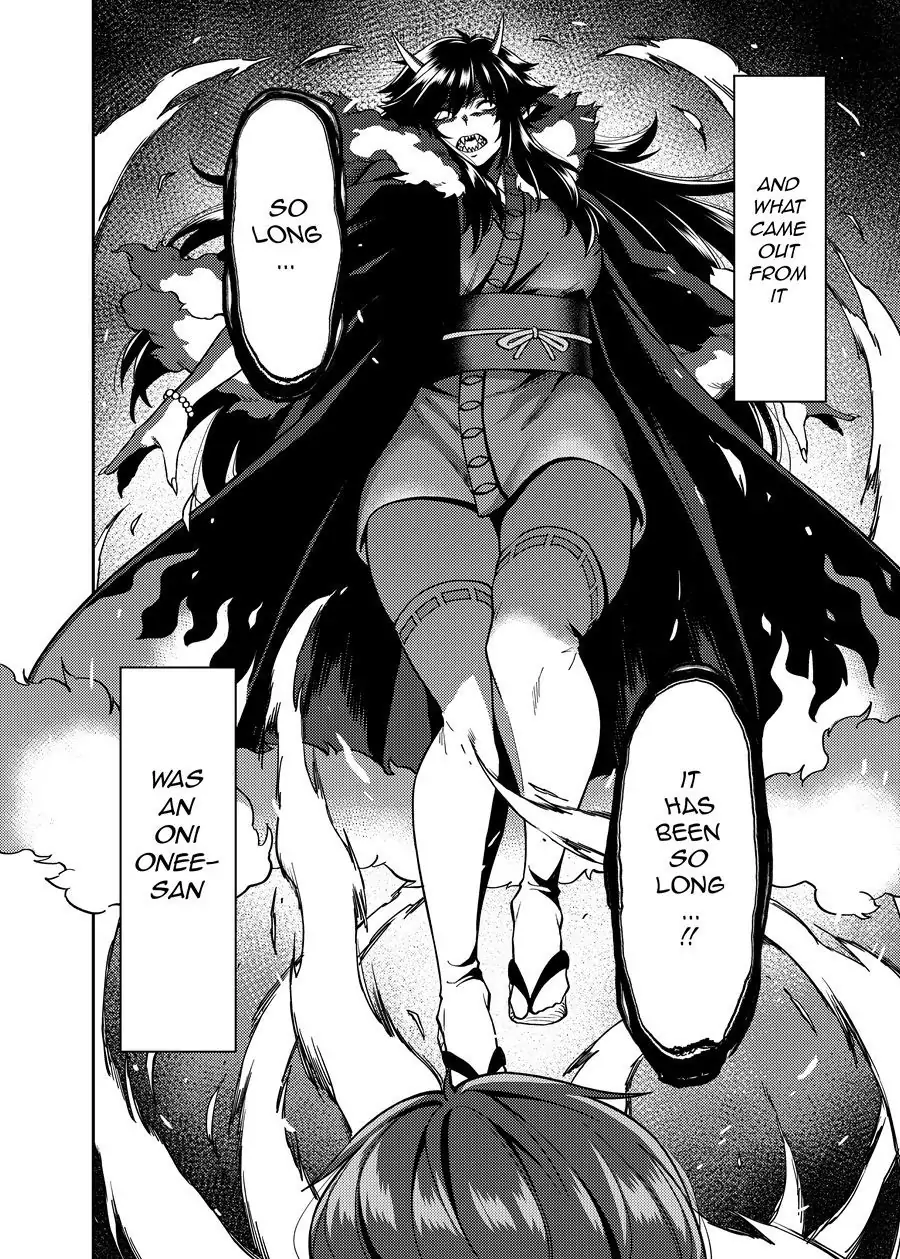 AND
WHAT
CAME
OUT
FROM
IT
SO
LONG
...
IT
HAS
BEEN
SO
LONG
...
!!
WAS
AN
ONI
ONEE-
SAN